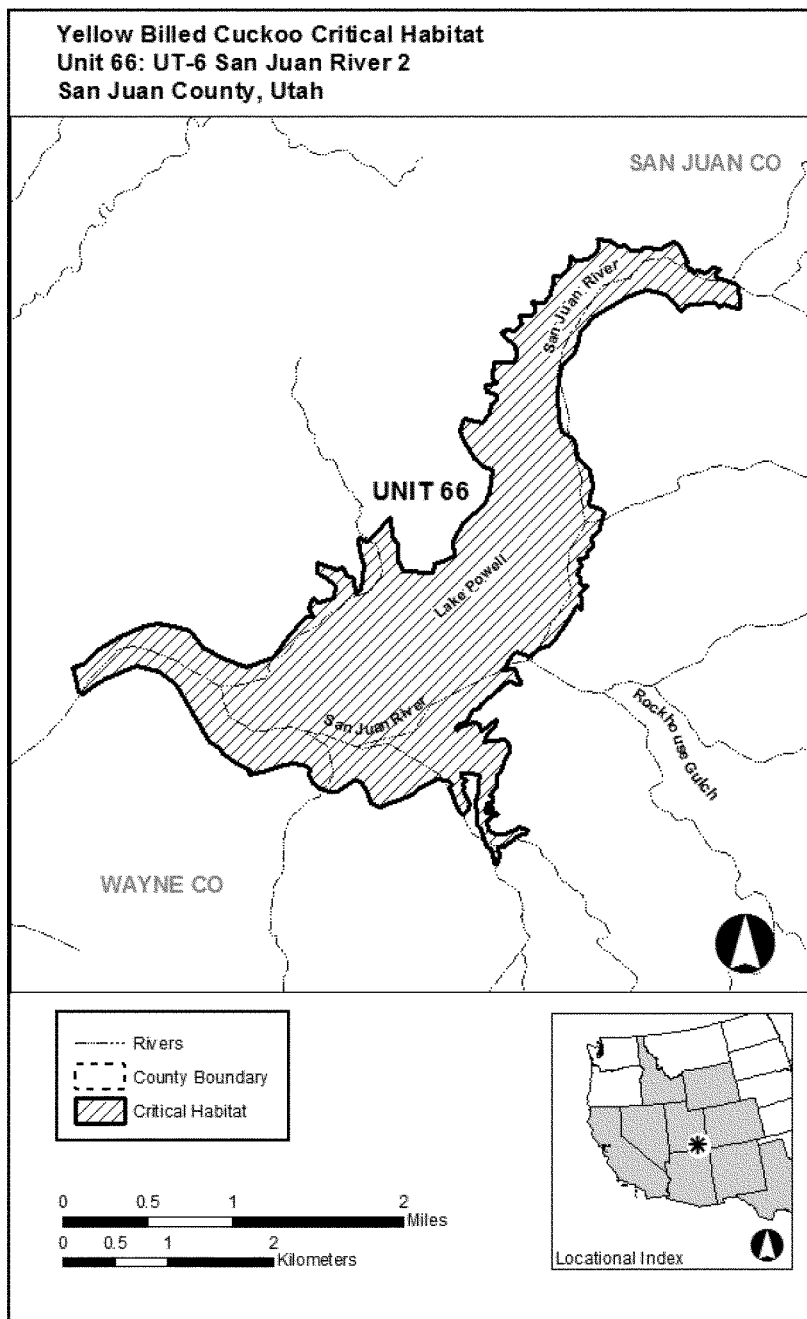 Yellow Billed Cuckoo Critical Habitat
Unit 66: UT-6 San Juan River 2
San Juan County, Utah
SAN JUAN CO
San Juan River
UNIT 66
Lake Powell
San Juan River
Rockhouse Gulch
WAYNE CO
Rivers
County Boundary
Critical Habitat
0 0.5 1 2
Miles
0 0.5 1 2
Kilometers
Locational Index